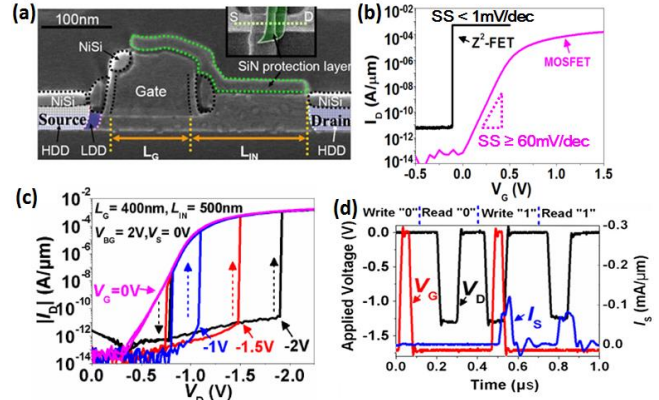 (a)
100nm
S
D
NiSi
SiN protection layer
Gate
NiSi
NiSi
Source
Drain
HDD
LDD
L_G
L_IN
HDD
(b)
10^-02
10^-04
10^-06
10^-08
10^-10
10^-12
10^-14
I_D (A/μm)
SS < 1mV/dec
Z²-FET
MOSFET
SS ≥ 60mV/dec
-0.5 0.0 0.5 1.0 1.5
V_G (V)
(c)
10^-2
10^-4
10^-6
10^-8
10^-10
10^-12
10^-14
|I_D| (A/μm)
L_G = 400nm, L_IN = 500nm
V_BG = 2V, V_S = 0V
V_G=0V
-1V
-1.5V
-2V
0.0 -0.5 -1.0 -1.5 -2.0
V_D (V)
(d)
Write "0" Read "0" Write "1" Read "1"
0.0
-0.5
-1.0
-1.5
Applied Voltage (V)
V_G
V_D
I_S
-0.3
-0.2
-0.1
0.0
I_S (mA/μm)
0.0 0.2 0.4 0.6 0.8 1.0
Time (μs)